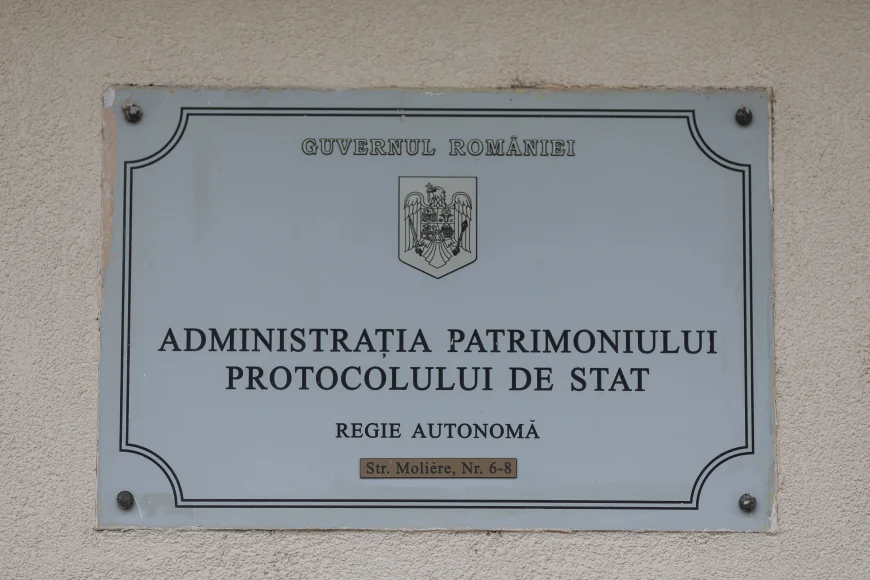 GUVERNUL ROMÂNIEI
ADMINISTRAȚIA PATRIMONIULUI
PROTOCOLULUI DE STAT
REGIE AUTONOMĂ
Str. Molière, Nr. 6-8